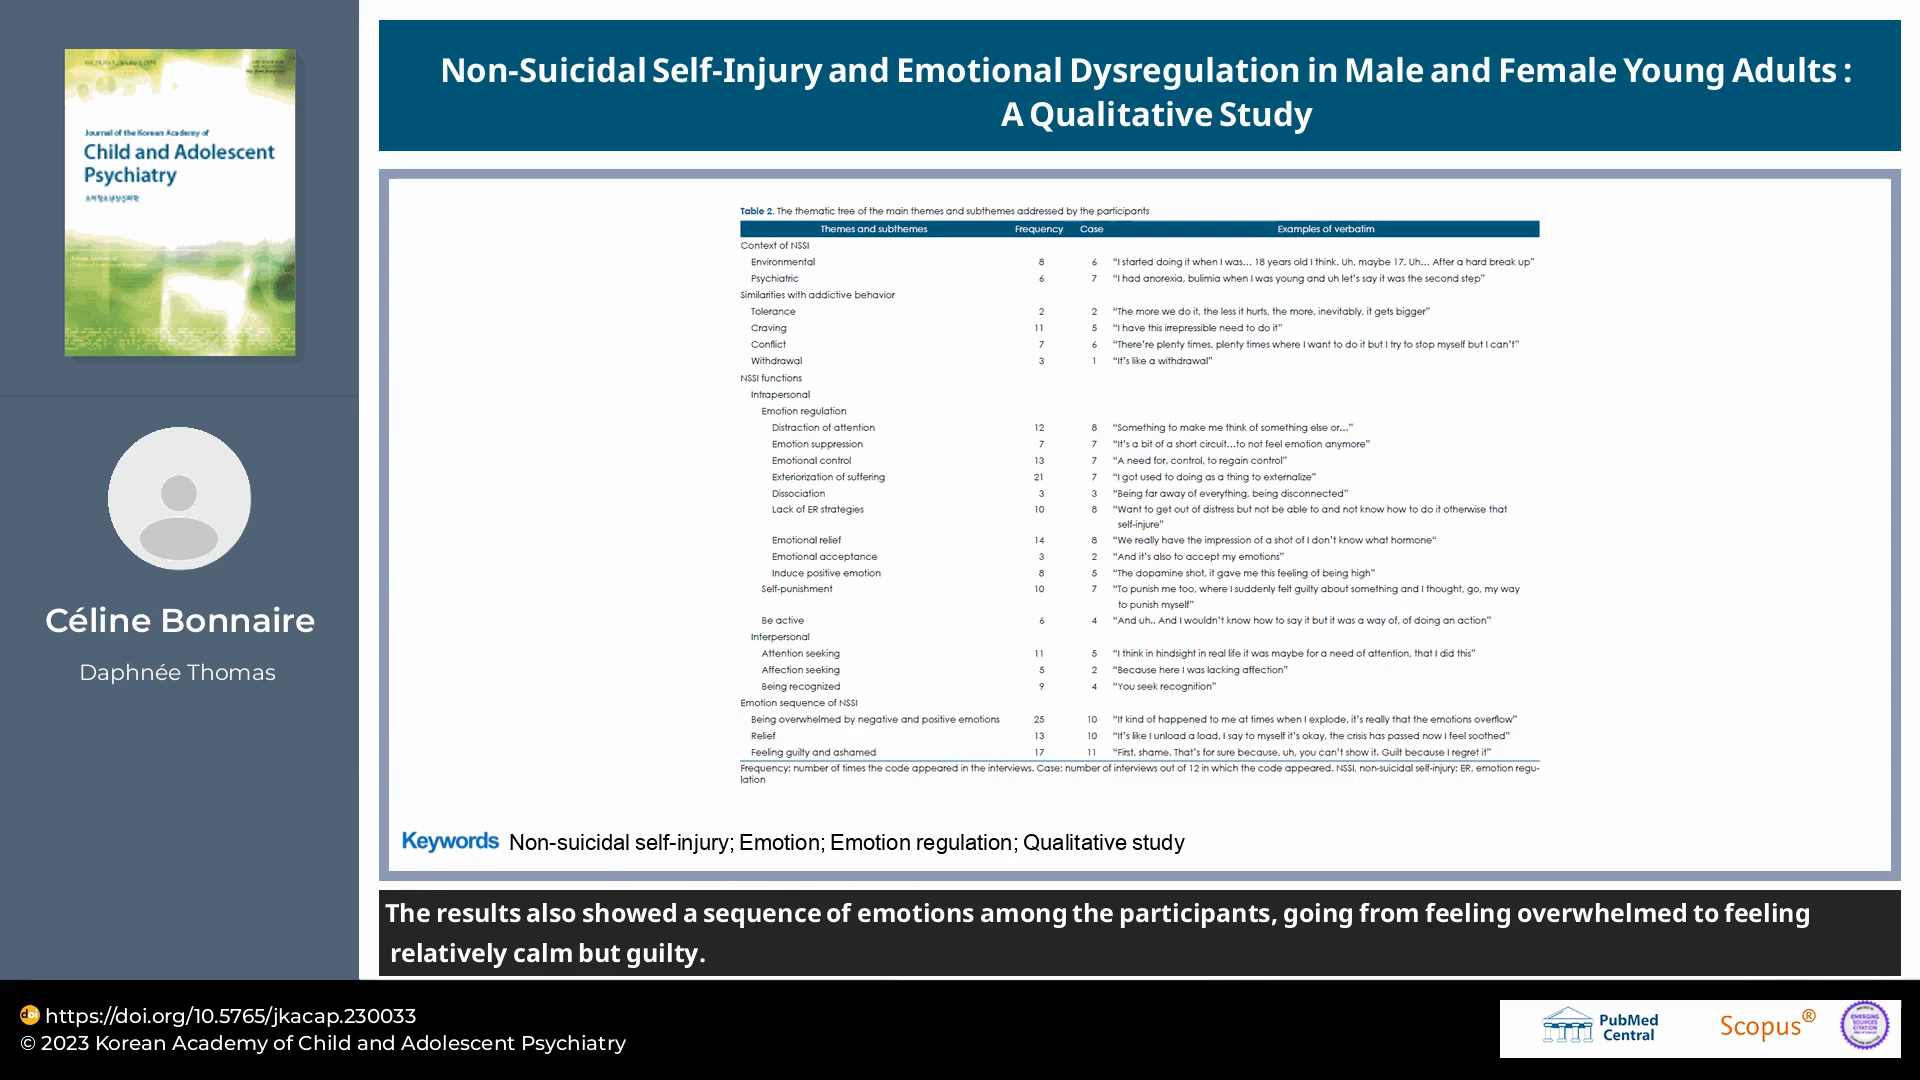 Journal of the Korean Academy of
Child and Adolescent
Psychiatry
Céline Bonnaire
Daphnée Thomas
Non-Suicidal Self-Injury and Emotional Dysregulation in Male and Female Young Adults :
A Qualitative Study
Table 2. The thematic tree of the main themes and subthemes addressed by the participants
Themes and subthemes Frequency Case Examples of verbatim
Context of NSSI
Environmental 8 6 “I started doing it when I was... 18 years old I think. Uh, maybe 17. Uh... After a hard break up”
Psychiatric 6 7 “I had anorexia, bulimia when I was young and uh let’s say it was the second step”
Similarities with addictive behavior
Tolerance 2 2 “The more we do it, the less it hurts, the more, inevitably, it gets bigger”
Craving 11 5 “I have this irrepressible need to do it”
Conflict 7 6 “There’re plenty times, plenty times where I want to do it but I try to stop myself but I can’t”
Withdrawal 3 1 “It’s like a withdrawal”
NSSI functions
Intrapersonal
Emotion regulation
Distraction of attention 12 8 “Something to make me think of something else or...”
Emotion suppression 7 7 “It’s a bit of a short circuit...to not feel emotion anymore”
Emotional control 13 7 “A need for, control, to regain control”
Exteriorization of suffering 21 7 “I got used to doing as a thing to externalize”
Dissociation 3 3 “Being far away of everything, being disconnected”
Lack of ER strategies 10 8 “Want to get out of distress but not be able to and not know how to do it otherwise that
self-injure”
Emotional relief 14 8 “We really have the impression of a shot of I don’t know what hormone“
Emotional acceptance 3 2 “And it’s also to accept my emotions”
Induce positive emotion 8 5 “The dopamine shot, it gave me this feeling of being high”
Self-punishment 10 7 “To punish me too, where I suddenly felt guilty about something and I thought, go, my way
to punish myself”
Be active 6 4 “And uh.. And I wouldn’t know how to say it but it was a way of, of doing an action”
Interpersonal
Attention seeking 11 5 “I think in hindsight in real life it was maybe for a need of attention, that I did this”
Affection seeking 5 2 “Because here I was lacking affection”
Being recognized 9 4 “You seek recognition”
Emotion sequence of NSSI
Being overwhelmed by negative and positive emotions 25 10 “It kind of happened to me at times when I explode, it’s really that the emotions overflow”
Relief 13 10 “It’s like I unload a load, I say to myself it’s okay, the crisis has passed now I feel soothed”
Feeling guilty and ashamed 17 11 “First, shame. That’s for sure because, uh, you can’t show it. Guilt because I regret it”
Frequency: number of times the code appeared in the interviews. Case: number of interviews out of 12 in which the code appeared. NSSI, non-suicidal self-injury; ER, emotion regu-
lation
Keywords Non-suicidal self-injury; Emotion; Emotion regulation; Qualitative study
The results also showed a sequence of emotions among the participants, going from feeling overwhelmed to feeling
relatively calm but guilty.
doi https://doi.org/10.5765/jkacap.230033
© 2023 Korean Academy of Child and Adolescent Psychiatry
PubMed
Central
Scopus®
EMERGING
SOURCES
CITATION